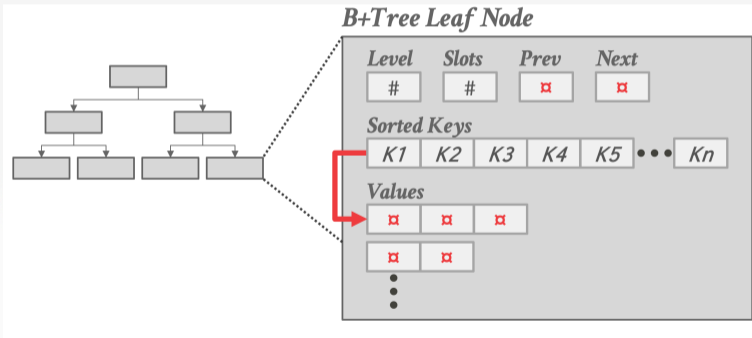 B+Tree Leaf Node
Level Slots Prev Next
# # ¤ ¤
Sorted Keys
K1 K2 K3 K4 K5 ••• Kn
Values
¤ ¤ ¤
¤ ¤